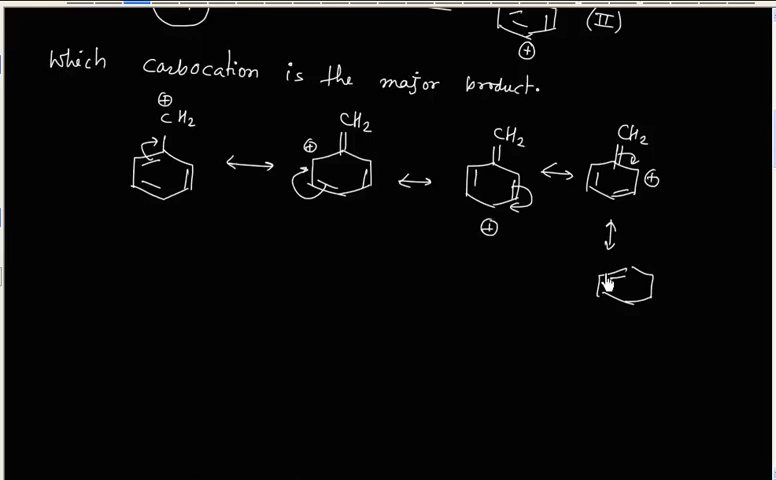 (II)
⊕
Which carbocation is the major product.
⊕
CH2
⊕
CH2
CH2
⊕
CH2
⊕